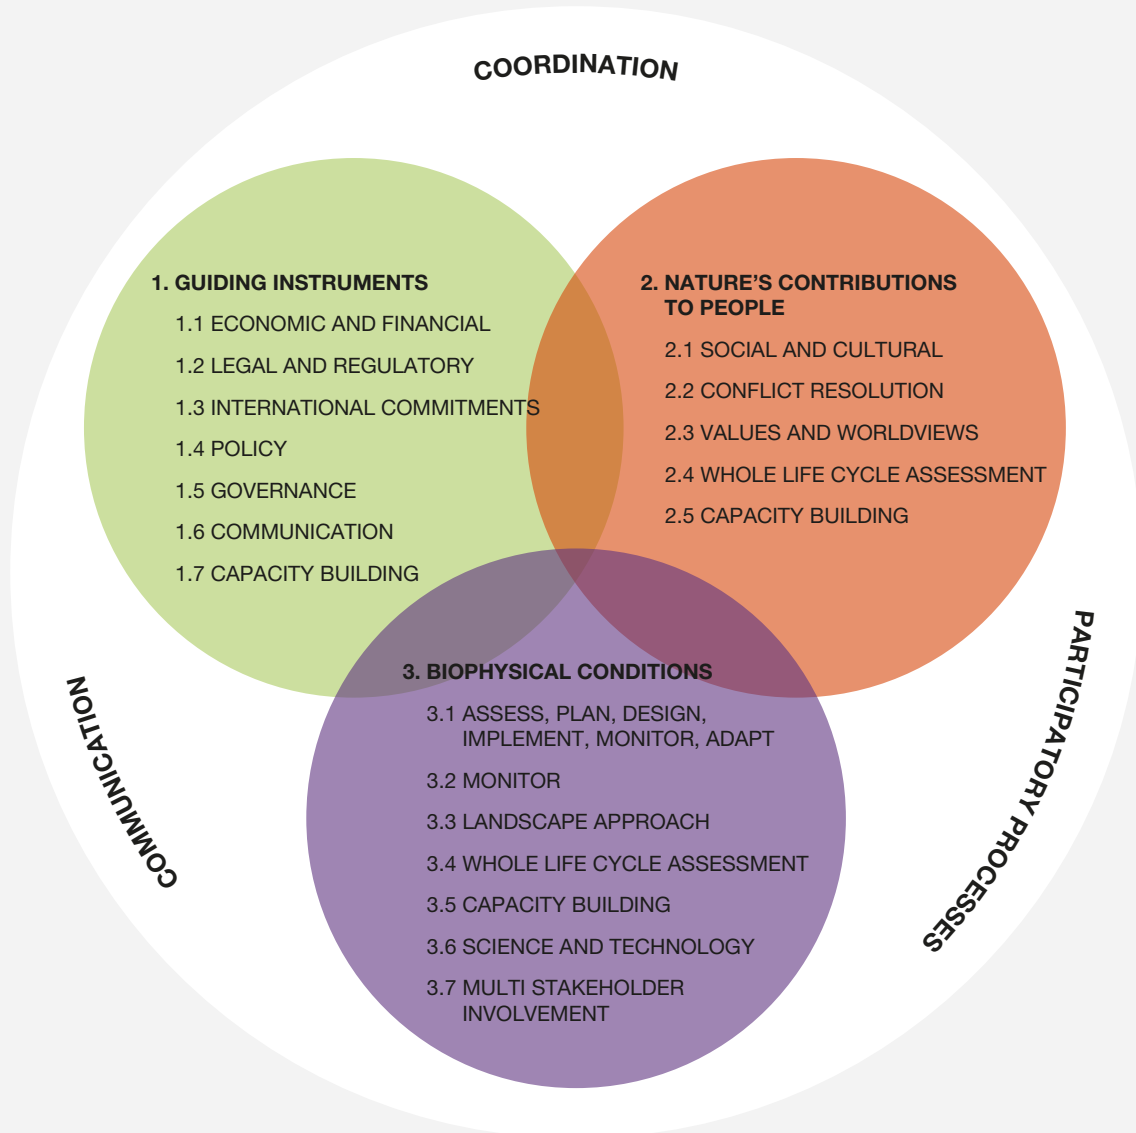 COORDINATION
1. GUIDING INSTRUMENTS
1.1 ECONOMIC AND FINANCIAL
1.2 LEGAL AND REGULATORY
1.3 INTERNATIONAL COMMITMENTS
1.4 POLICY
1.5 GOVERNANCE
1.6 COMMUNICATION
1.7 CAPACITY BUILDING
2. NATURE’S CONTRIBUTIONS
TO PEOPLE
2.1 SOCIAL AND CULTURAL
2.2 CONFLICT RESOLUTION
2.3 VALUES AND WORLDVIEWS
2.4 WHOLE LIFE CYCLE ASSESSMENT
2.5 CAPACITY BUILDING
3. BIOPHYSICAL CONDITIONS
3.1 ASSESS, PLAN, DESIGN,
IMPLEMENT, MONITOR, ADAPT
3.2 MONITOR
3.3 LANDSCAPE APPROACH
3.4 WHOLE LIFE CYCLE ASSESSMENT
3.5 CAPACITY BUILDING
3.6 SCIENCE AND TECHNOLOGY
3.7 MULTI STAKEHOLDER
INVOLVEMENT
COMMUNICATION
PARTICIPATORY PROCESSES